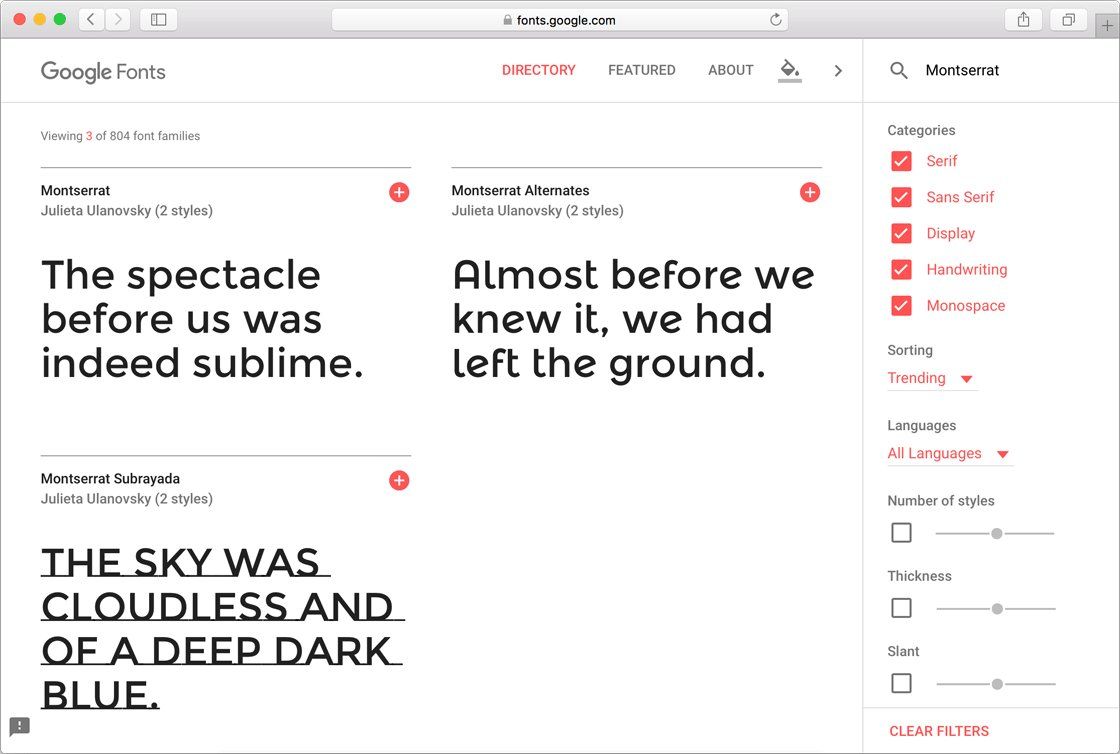 fonts.google.com
Google Fonts
DIRECTORY
FEATURED
ABOUT
Montserrat
Viewing 3 of 804 font families
Montserrat
Julieta Ulanovsky (2 styles)
The spectacle
before us was
indeed sublime.
Montserrat Alternates
Julieta Ulanovsky (2 styles)
Almost before we
knew it, we had
left the ground.
Montserrat Subrayada
Julieta Ulanovsky (2 styles)
THE SKY WAS
CLOUDLESS AND
OF A DEEP DARK
BLUE.
Categories
Serif
Sans Serif
Display
Handwriting
Monospace
Sorting
Trending
Languages
All Languages
Number of styles
Thickness
Slant
CLEAR FILTERS